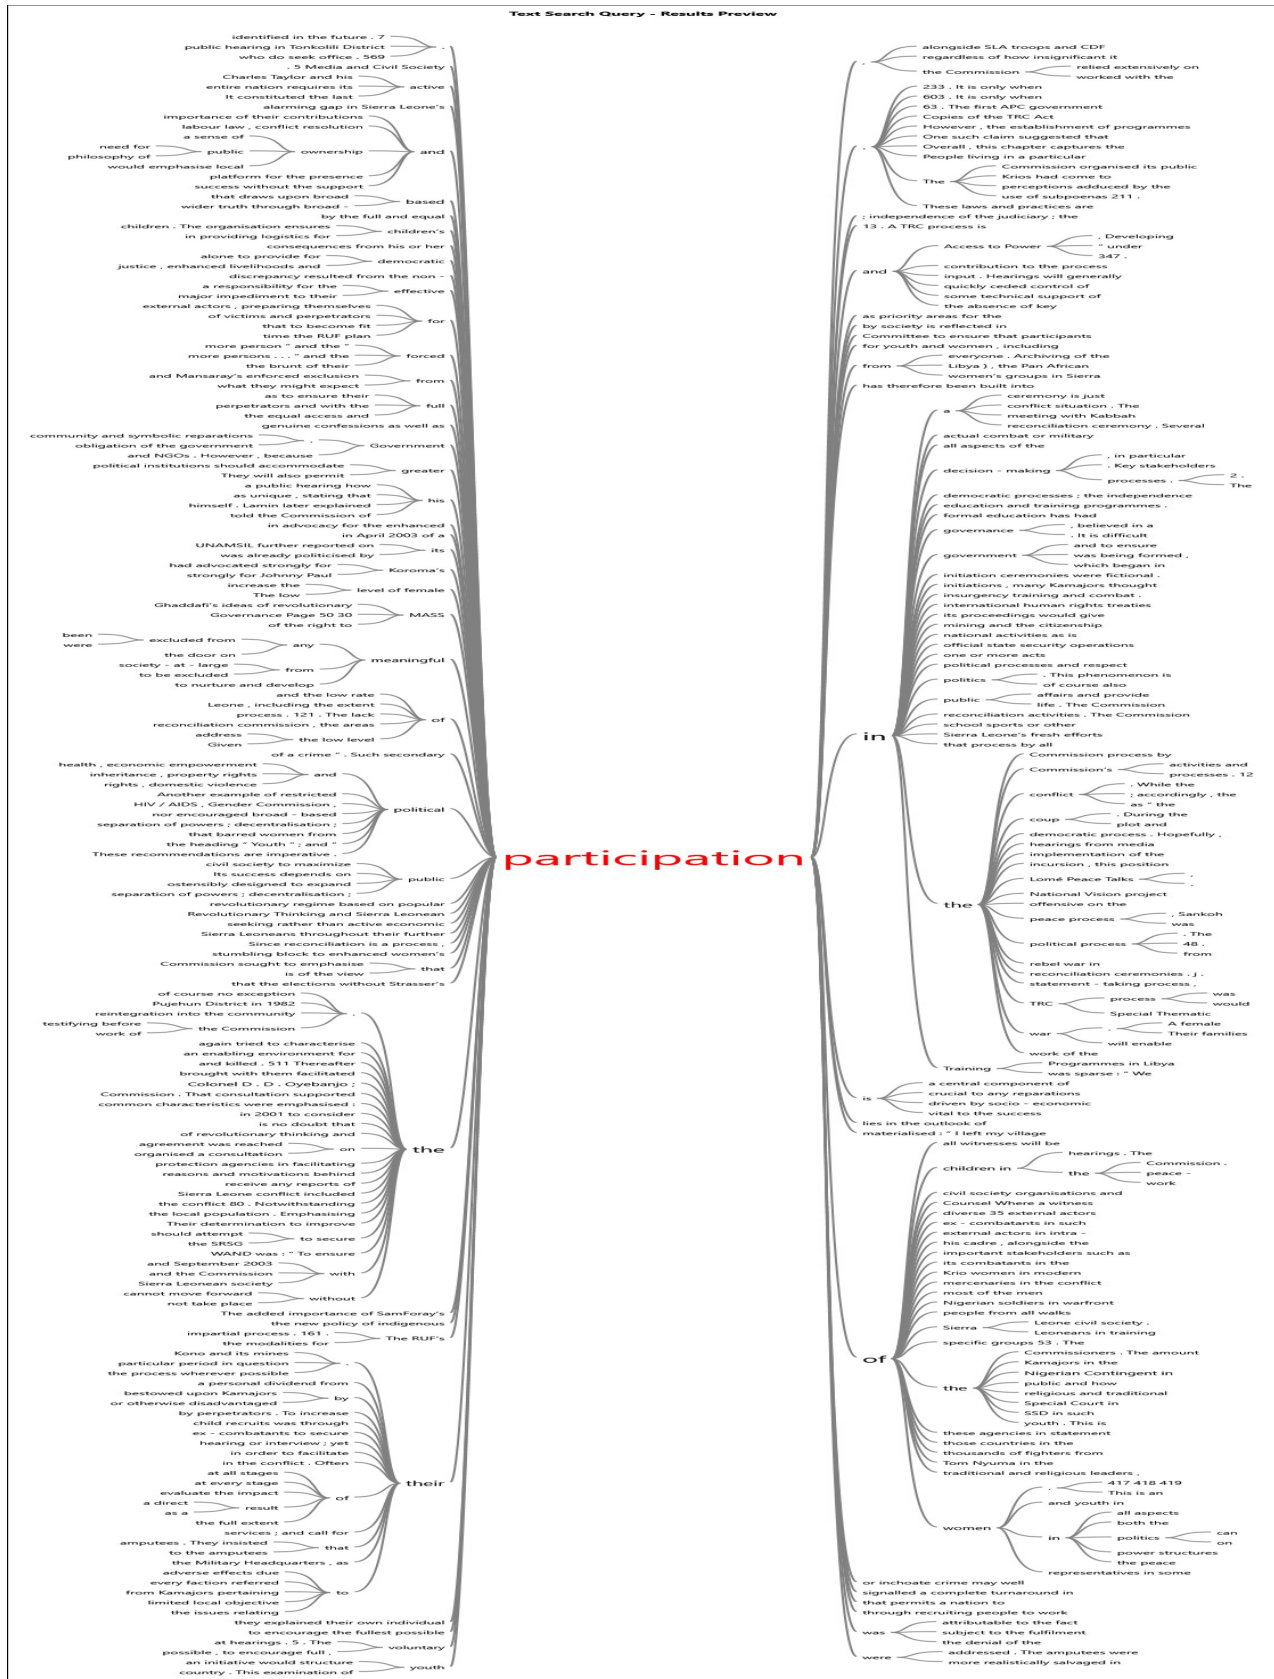 Text Search Query - Results Preview
identified in the future . 7
public hearing in Tonkolili District
who do seek office . 569
.
. 5 Media and Civil Society
Charles Taylor and his
entire nation requires its
It constituted the last
active
alarming gap in Sierra Leone's
importance of their contributions
labour law , conflict resolution
a sense of
need for
philosophy of
public
would emphasise local
ownership
platform for the presence
success without the support
and
that draws upon broad
wider truth through broad -
based
by the full and equal
children . The organisation ensures
in providing logistics for
children's
consequences from his or her
alone to provide for
justice , enhanced livelihoods and
democratic
discrepancy resulted from the non -
a responsibility for the
major impediment to their
effective
external actors , preparing themselves
of victims and perpetrators
that to become fit
time the RUF plan
for
more person " and the "
more persons . . . " and the
the brunt of their
forced
and Mansaray's enforced exclusion
what they might expect
from
as to ensure their
perpetrators and with the
the equal access and
full
genuine confessions as well as
community and symbolic reparations
obligation of the government
.
and NGOs . However , because
Government
political institutions should accommodate
They will also permit
greater
a public hearing how
as unique , stating that
himself . Lamin later explained
told the Commission of
his
in advocacy for the enhanced
in April 2003 of a
UNAMSIL further reported on
was already politicised by
its
had advocated strongly for
strongly for Johnny Paul
Koroma's
increase the
The low
level of female
Ghaddafi's ideas of revolutionary
Governance Page 50 30
of the right to
MASS
been
were
excluded from
the door on
any
society - at - large
to be excluded
from
to nurture and develop
meaningful
and the low rate
Leone , including the extent
process . 121 . The lack
reconciliation commission , the areas
address
Given
the low level
of
of a crime " . Such secondary
health , economic empowerment
inheritance , property rights
rights , domestic violence
and
Another example of restricted
HIV / AIDS , Gender Commission ,
nor encouraged broad - based
separation of powers ; decentralisation ;
that barred women from
the heading " Youth " ; and "
These recommendations are imperative .
political
civil society to maximize
Its success depends on
ostensibly designed to expand
separation of powers ; decentralisation ;
public
revolutionary regime based on popular
Revolutionary Thinking and Sierra Leonean
seeking rather than active economic
Sierra Leoneans throughout their further
Since reconciliation is a process ,
stumbling block to enhanced women's
Commission sought to emphasise
is of the view
that
that the elections without Strasser's
of course no exception
Pujehun District in 1982
reintegration into the community
testifying before
work of
the Commission
.
again tried to characterise
an enabling environment for
and killed . 511 Thereafter
brought with them facilitated
Colonel D . D . Oyebanjo ;
Commission . That consultation supported
common characteristics were emphasised :
in 2001 to consider
is no doubt that
of revolutionary thinking and
agreement was reached
organised a consultation
on
protection agencies in facilitating
reasons and motivations behind
receive any reports of
Sierra Leone conflict included
the conflict 80 . Notwithstanding
the local population . Emphasising
Their determination to improve
should attempt
the SRSG
to secure
WAND was : " To ensure
and September 2003
and the Commission
Sierra Leonean society
with
cannot move forward
not take place
without
the
The added importance of SamForay's
the new policy of indigenous
impartial process . 161 .
the modalities for
The RUF's
Kono and its mines
particular period in question
the process wherever possible
.
a personal dividend from
bestowed upon Kamajors
or otherwise disadvantaged
by
by perpetrators . To increase
child recruits was through
ex - combatants to secure
hearing or interview ; yet
in order to facilitate
in the conflict . Often
at all stages
at every stage
evaluate the impact
a direct
as a
result
the full extent
of
services ; and call for
amputees . They insisted
to the amputees
that
the Military Headquarters , as
adverse effects due
every faction referred
from Kamajors pertaining
limited local objective
the issues relating
to
their
they explained their own individual
to encourage the fullest possible
at hearings . 5 . The
possible , to encourage full ,
voluntary
an initiative would structure
country . This examination of
youth
participation
,
alongside SLA troops and CDF
regardless of how insignificant it
the Commission
relied extensively on
worked with the
.
233 . It is only when
603 . It is only when
63 . The first APC government
Copies of the TRC Act
However , the establishment of programmes
One such claim suggested that
Overall , this chapter captures the
People living in a particular
The
Commission organised its public
Krios had come to
perceptions adduced by the
use of subpoenas 211 .
These laws and practices are
; independence of the judiciary ; the
13 . A TRC process is
and
Access to Power
, Developing
" under
347 .
contribution to the process
input . Hearings will generally
quickly ceded control of
some technical support of
the absence of key
as priority areas for the
by society is reflected in
Committee to ensure that participants
for youth and women , including
from
everyone . Archiving of the
Libya ) , the Pan African
women's groups in Sierra
has therefore been built into
in
a
ceremony is just
conflict situation . The
meeting with Kabbah
reconciliation ceremony . Several
actual combat or military
all aspects of the
decision - making
, in particular
. Key stakeholders
processes .
2 .
The
democratic processes ; the independence
education and training programmes .
formal education has had
governance
, believed in a
. It is difficult
government
and to ensure
was being formed ,
which began in
initiation ceremonies were fictional .
initiations , many Kamajors thought
insurgency training and combat .
international human rights treaties
its proceedings would give
mining and the citizenship
national activities as is
official state security operations
one or more acts
political processes and respect
politics
. This phenomenon is
of course also
public
affairs and provide
life . The Commission
reconciliation activities . The Commission
school sports or other
Sierra Leone's fresh efforts
that process by all
the
Commission process by
Commission's
activities and
processes . 12
conflict
. While the
; accordingly , the
as " the
coup
. During the
plot and
democratic process . Hopefully ,
hearings from media
implementation of the
incursion , this position
Lomé Peace Talks
,
.
National Vision project
offensive on the
peace process
, Sankoh
was
political process
. The
48 .
from
rebel war in
reconciliation ceremonies . j .
statement - taking process ,
TRC
process
was
would
Special Thematic
war
.
A female
Their families
will enable
work of the
Training
Programmes in Libya
was sparse : " We
is
a central component of
crucial to any reparations
driven by socio - economic
vital to the success
lies in the outlook of
materialised : " I left my village
of
all witnesses will be
children in
hearings . The
the
Commission .
peace -
work
civil society organisations and
Counsel Where a witness
diverse 35 external actors
ex - combatants in such
external actors in intra -
his cadre , alongside the
important stakeholders such as
its combatants in the
Krio women in modern
mercenaries in the conflict
most of the men
Nigerian soldiers in warfront
people from all walks
Sierra
Leone civil society .
Leoneans in training
specific groups 53 . The
the
Commissioners . The amount
Kamajors in the
Nigerian Contingent in
public and how
religious and traditional
Special Court in
SSD in such
youth . This is
these agencies in statement
those countries in the
thousands of fighters from
Tom Nyuma in the
traditional and religious leaders ,
women
.
417 418 419
This is an
and youth in
in
all aspects
both the
politics
can
on
power structures
the peace
representatives in some
or inchoate crime may well
signalled a complete turnaround in
that permits a nation to
through recruiting people to work
was
attributable to the fact
subject to the fulfilment
the denial of the
were
addressed . The amputees were
more realistically salvaged in